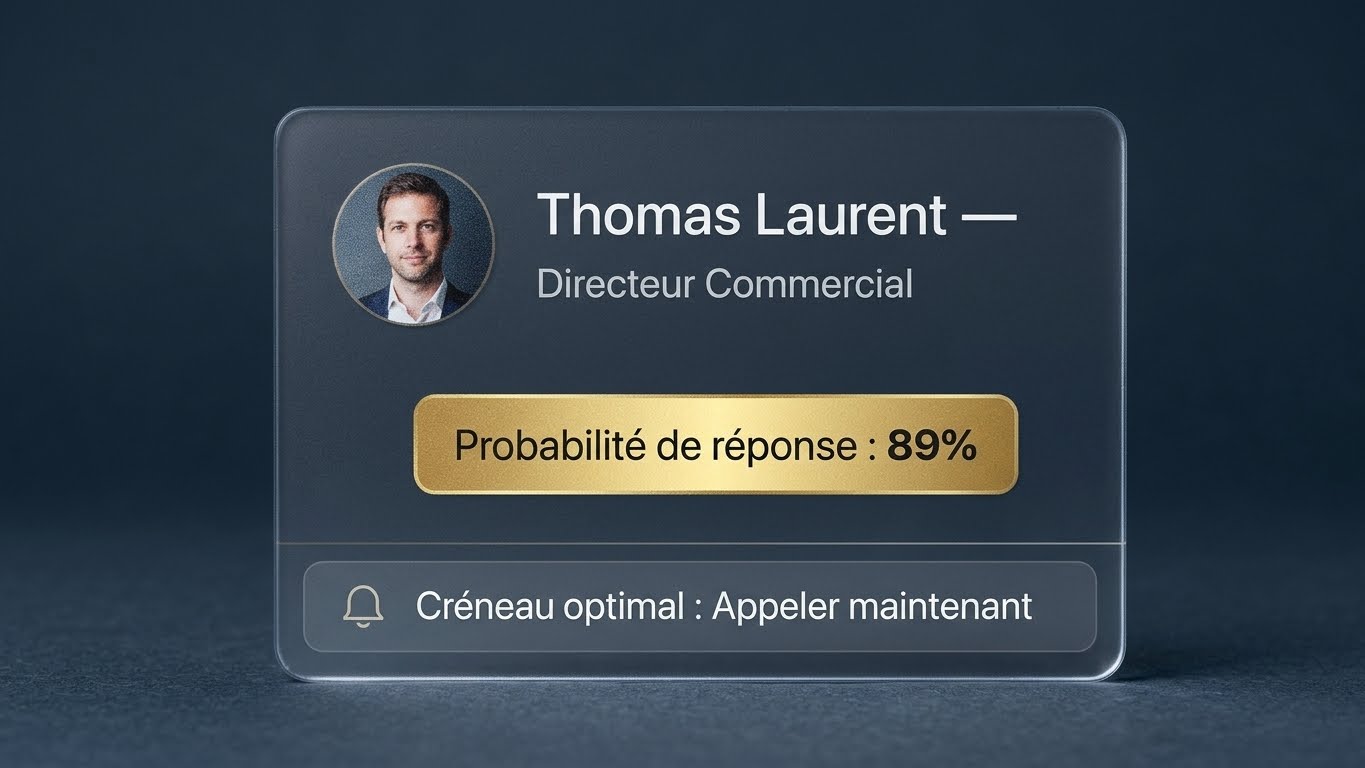 Thomas Laurent —
Directeur Commercial
Probabilité de réponse : 89%
Créneau optimal : Appeler maintenant